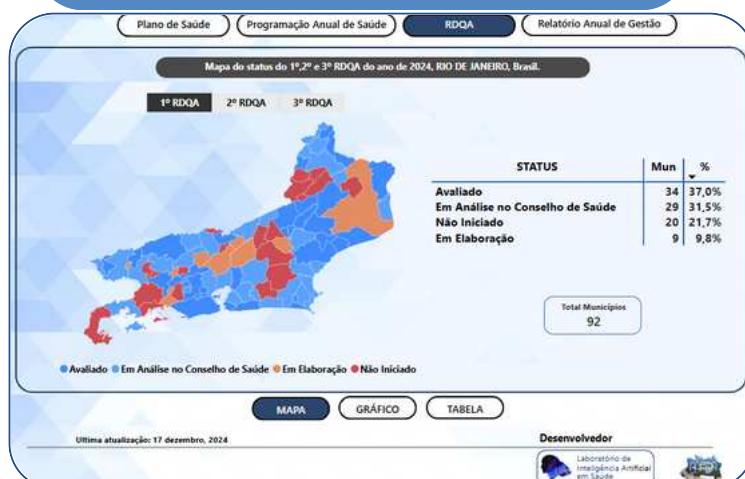 Plano de Saúde Programação Anual de Saúde RDQA Relatório Anual de Gestão
Mapa do status do 1º,2º e 3º RDQA do ano de 2024, RIO DE JANEIRO, Brasil.
1º RDQA 2º RDQA 3º RDQA
STATUS Mun %
Avaliado 34 37,0%
Em Análise no Conselho de Saúde 29 31,5%
Não Iniciado 20 21,7%
Em Elaboração 9 9,8%
Total Municípios
92
Avaliado Em Análise no Conselho de Saúde Em Elaboração Não Iniciado
MAPA GRÁFICO TABELA
Ultima atualização: 17 dezembro, 2024
Desenvolvedor
Laboratório de
Inteligência Artificial
em Saúde